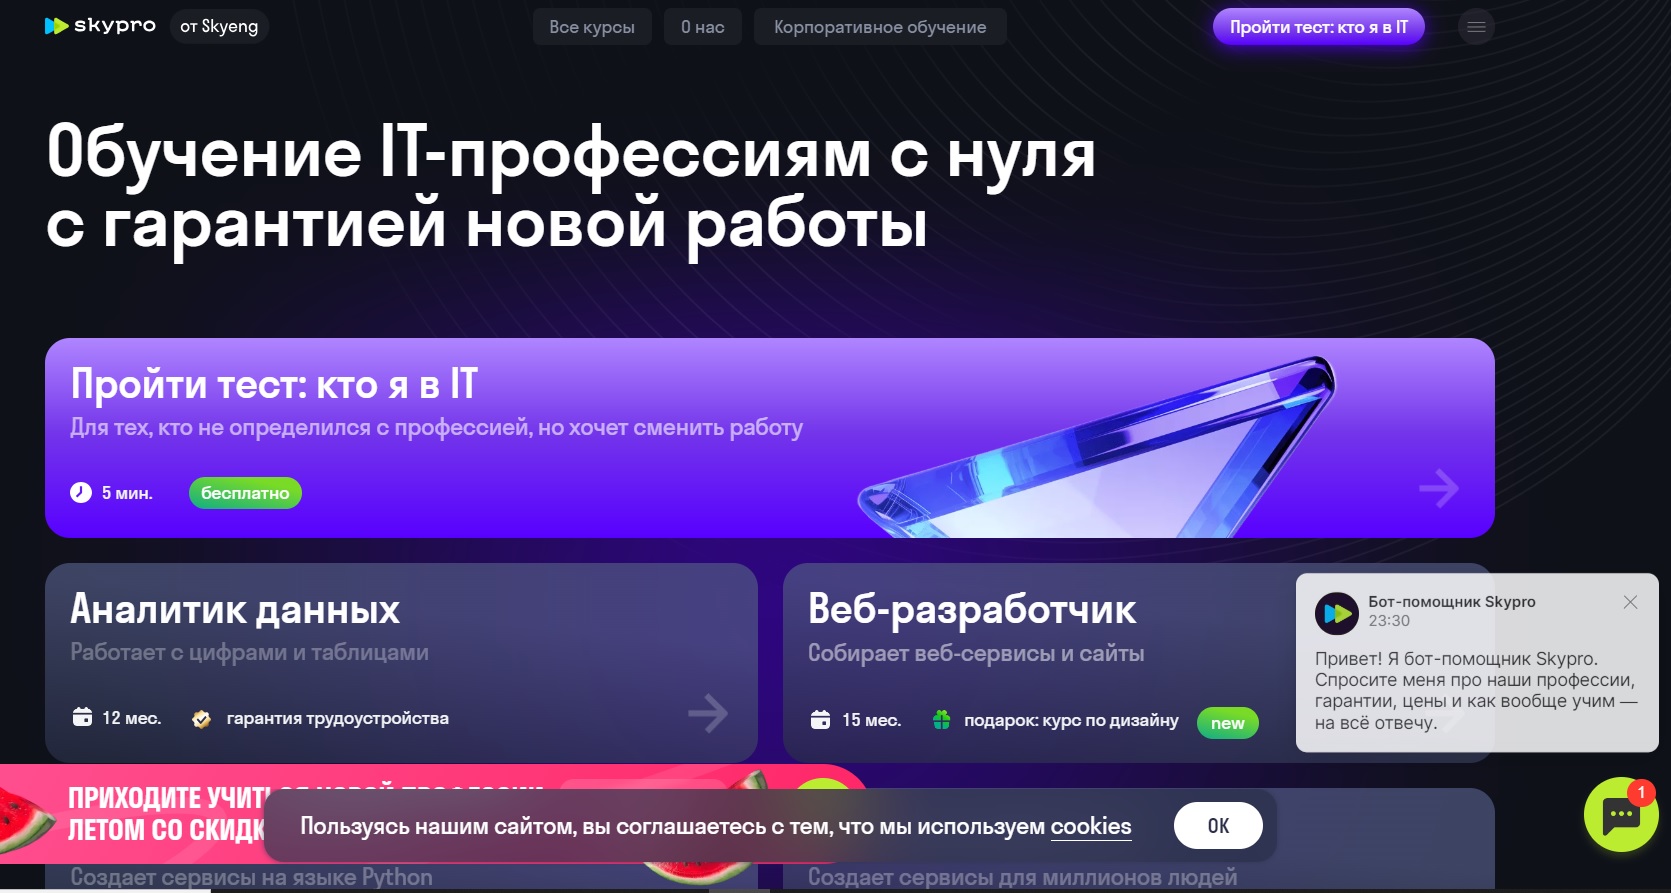 skypro
от Skyeng
Все курсы
О нас
Корпоративное обучение
Пройти тест: кто я в IT
Обучение IT-профессиям с нуля
с гарантией новой работы
Пройти тест: кто я в IT
Для тех, кто не определился с профессией, но хочет сменить работу
5 мин.
бесплатно
Аналитик данных
Работает с цифрами и таблицами
12 мес.
гарантия трудоустройства
Веб-разработчик
Собирает веб-сервисы и сайты
15 мес.
подарок: курс по дизайну
new
Бот-помощник Skypro
23:30
Привет! Я бот-помощник Skypro.
Спросите меня про наши профессии,
гарантии, цены и как вообще учим —
на всё отвечу.
1
ПРИХОДИТЕ
ЛЕТОМ СО
Пользуясь нашим сайтом, вы соглашаетесь с тем, что мы используем cookies
ОК
Создает сервисы на языке Python
Создает сервисы для миллионов людей